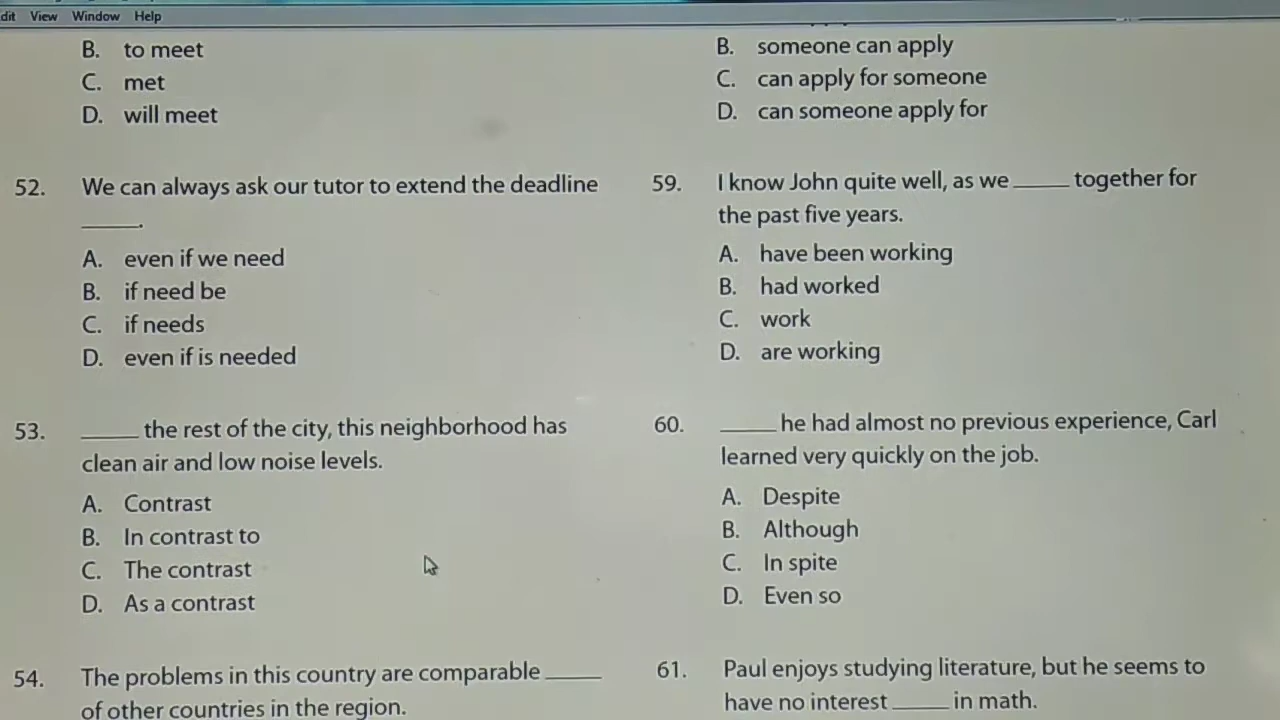 dit View Window Help
B. to meet
C. met
D. will meet
52. We can always ask our tutor to extend the deadline
_____.
A. even if we need
B. if need be
C. if needs
D. even if is needed
53. _____ the rest of the city, this neighborhood has
clean air and low noise levels.
A. Contrast
B. In contrast to
C. The contrast
D. As a contrast
54. The problems in this country are comparable _____
of other countries in the region.
B. someone can apply
C. can apply for someone
D. can someone apply for
59. I know John quite well, as we _____ together for
the past five years.
A. have been working
B. had worked
C. work
D. are working
60. _____ he had almost no previous experience, Carl
learned very quickly on the job.
A. Despite
B. Although
C. In spite
D. Even so
61. Paul enjoys studying literature, but he seems to
have no interest _____ in math.